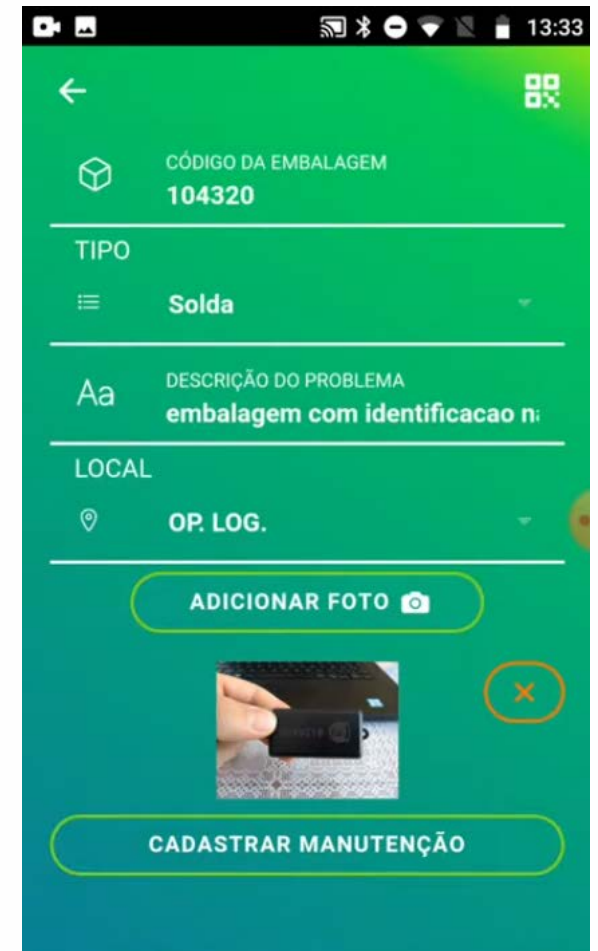 13:33
CÓDIGO DA EMBALAGEM
104320
TIPO
Solda
Aa
DESCRIÇÃO DO PROBLEMA
embalagem com identificacao
LOCAL
OP. LOG.
ADICIONAR FOTO
CADASTRAR MANUTENÇÃO